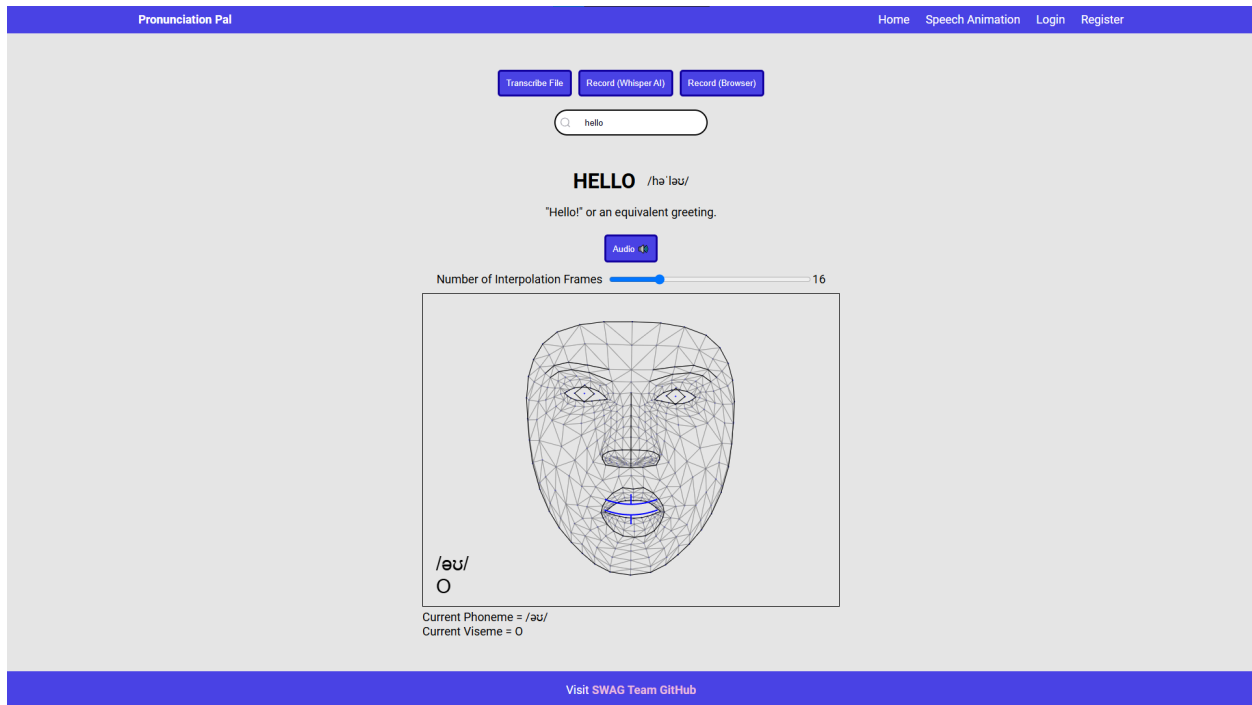 Pronunciation Pal Home Speech Animation Login Register
Transcribe File Record (Whisper AI) Record (Browser)
hello
HELLO /həˈləʊ/
"Hello!" or an equivalent greeting.
Audio 🔊
Number of Interpolation Frames 16
/əʊ/
O
Current Phoneme = /əʊ/
Current Viseme = O
Visit SWAG Team GitHub